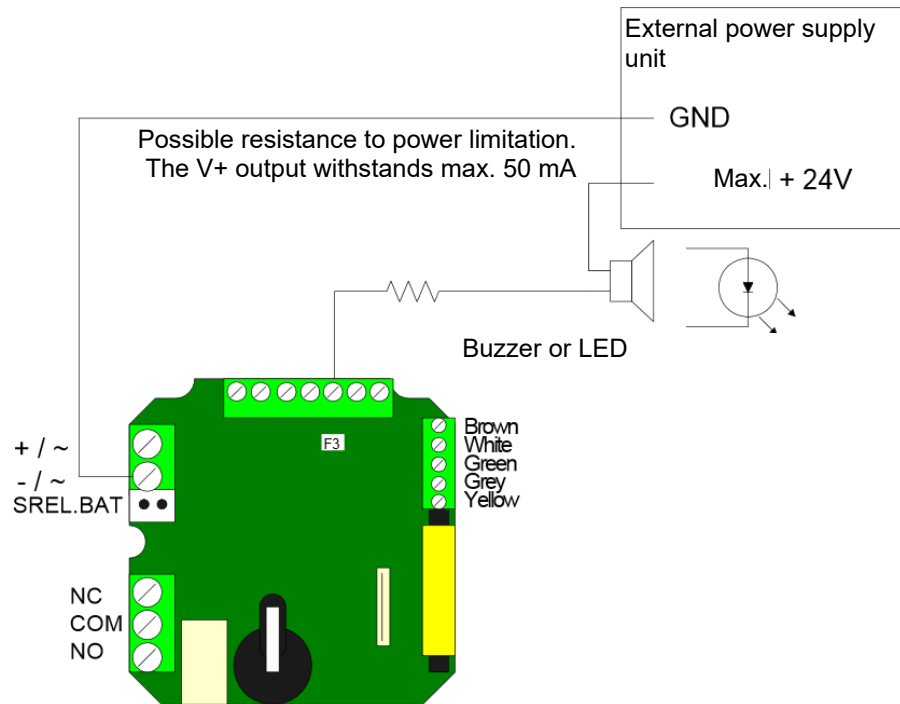 External power supply
unit
GND
Possible resistance to power limitation.
The V+ output withstands max. 50 mA
Max. + 24V
Buzzer or LED
F3
Brown
White
Green
Grey
Yellow
+ / ~
- / ~
SREL.BAT
NC
COM
NO